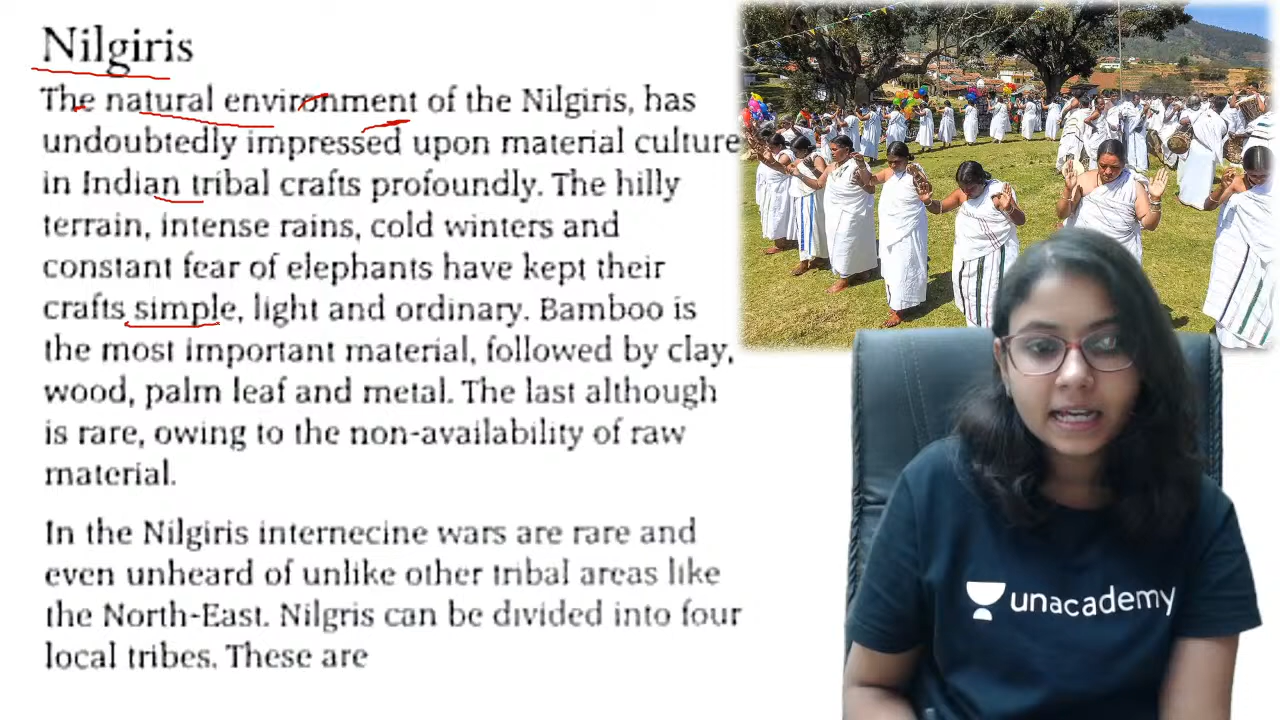 Nilgiris
The natural environment of the Nilgiris, has
undoubtedly impressed upon material culture
in Indian tribal crafts profoundly. The hilly
terrain, intense rains, cold winters and
constant fear of elephants have kept their
crafts simple, light and ordinary. Bamboo is
the most important material, followed by clay,
wood, palm leaf and metal. The last although
is rare, owing to the non-availability of raw
material.
In the Nilgiris internecine wars are rare and
even unheard of unlike other tribal areas like
the North-East. Nilgris can be divided into four
local tribes. These are
unacademy